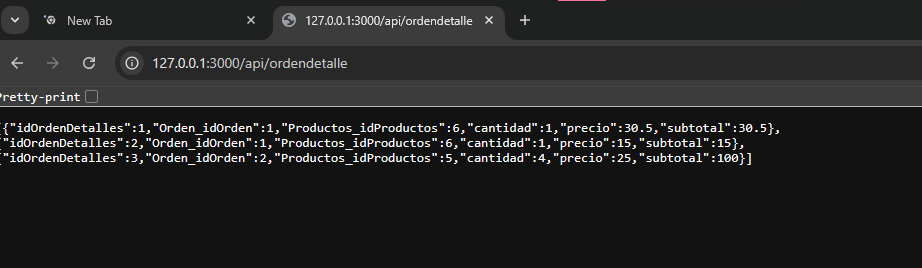 New Tab
127.0.0.1:3000/api/ordendetalle
127.0.0.1:3000/api/ordendetalle
Pretty-print
[{"idOrdenDetalles":1,"Orden_idOrden":1,"Productos_idProductos":6,"cantidad":1,"precio":30.5,"subtotal":30.5},
{"idOrdenDetalles":2,"Orden_idOrden":1,"Productos_idProductos":6,"cantidad":1,"precio":15,"subtotal":15},
{"idOrdenDetalles":3,"Orden_idOrden":2,"Productos_idProductos":5,"cantidad":4,"precio":25,"subtotal":100}]